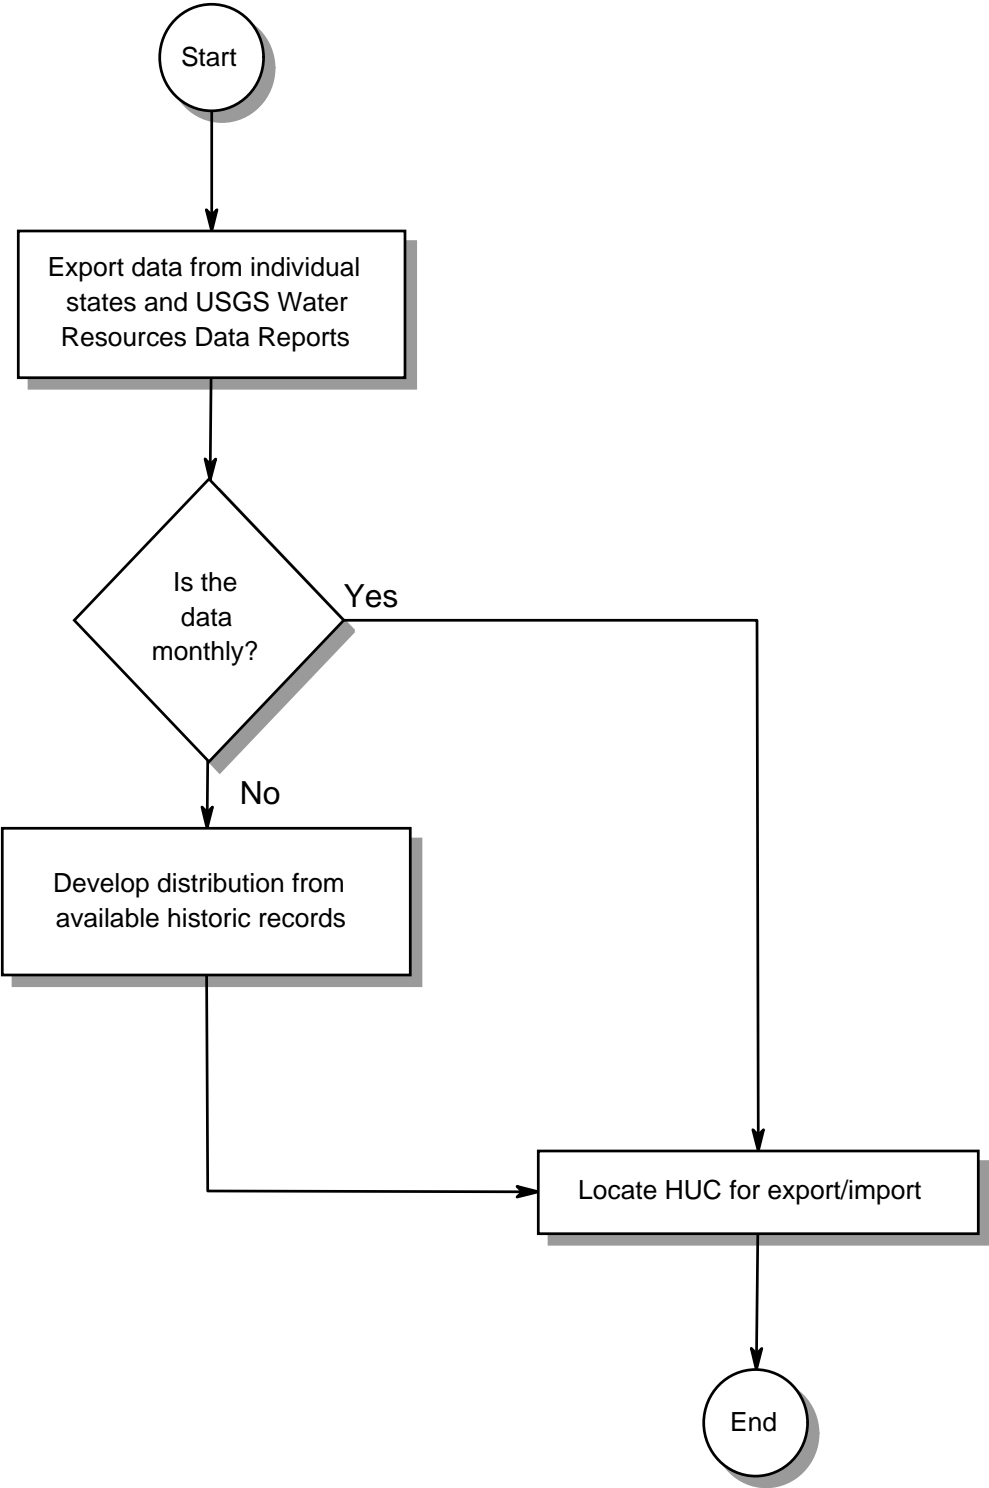 Start
Export data from individual
states and USGS Water
Resources Data Reports
Is the
data
monthly?
Yes
No
Develop distribution from
available historic records
Locate HUC for export/import
End